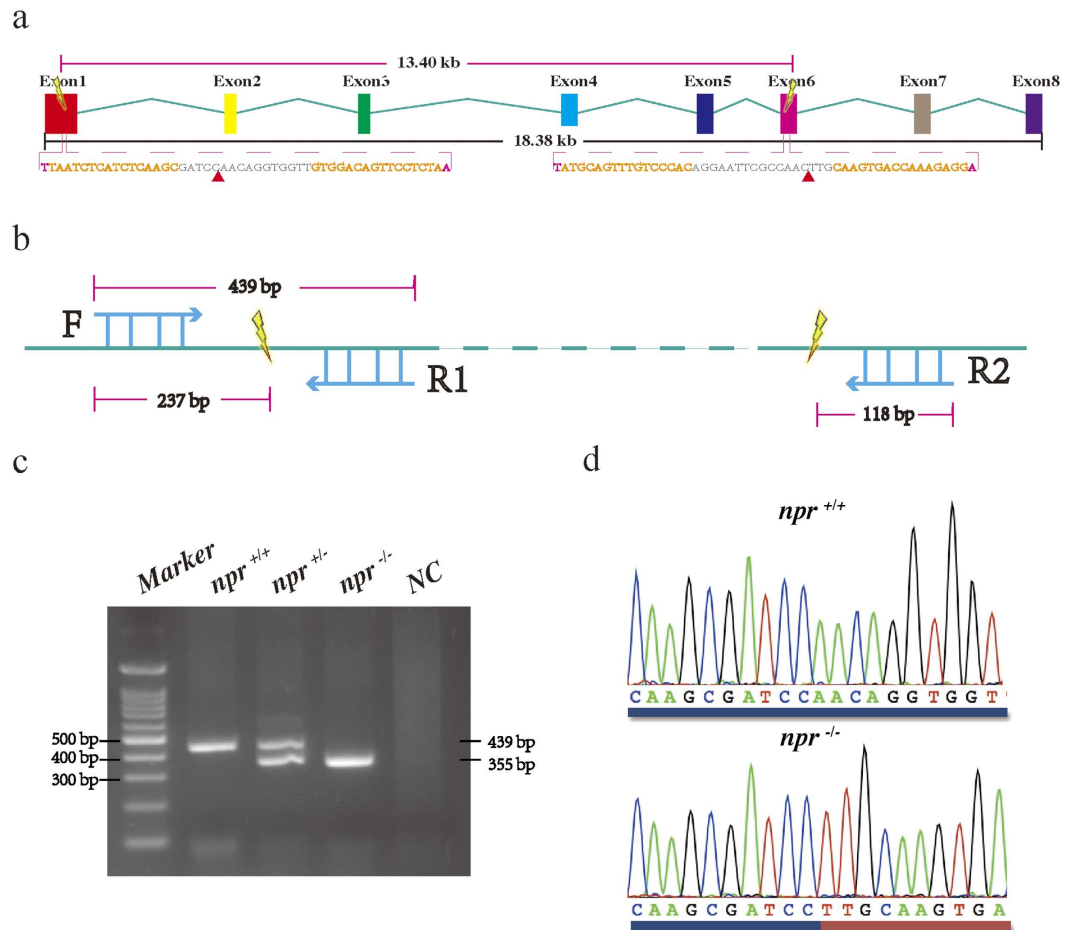 a
13.40 kb
Exon1 Exon2 Exon3 Exon4 Exon5 Exon6 Exon7 Exon8
18.38 kb
TTAATCTCATCTCAAGCGATCCAACAGGTGGTTGTGGACAGTTCCTCTAA TATGCAGTTTGTCCCACAGGAATTCGCCAACTTGCAAGTGACCAAAGAGGA
b
439 bp
F
R1
R2
237 bp
118 bp
c
Marker npr +/+ npr +/- npr -/- NC
500 bp
400 bp
300 bp
439 bp
355 bp
d
npr +/+
CAAGCGATCCAACAGGTGGT
npr -/-
CAAGCGATCCTTGCAAGTGA